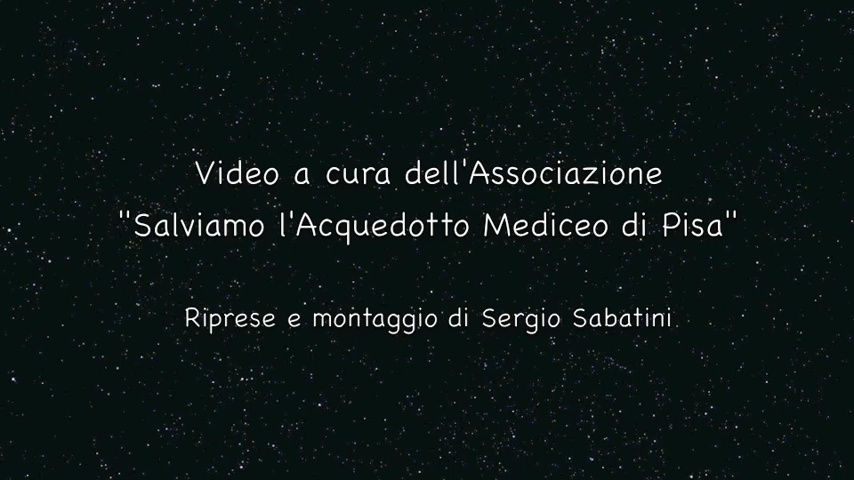 Video a cura dell'Associazione
"Salviamo l'Acquedotto Mediceo di Pisa"
Riprese e montaggio di Sergio Sabatini